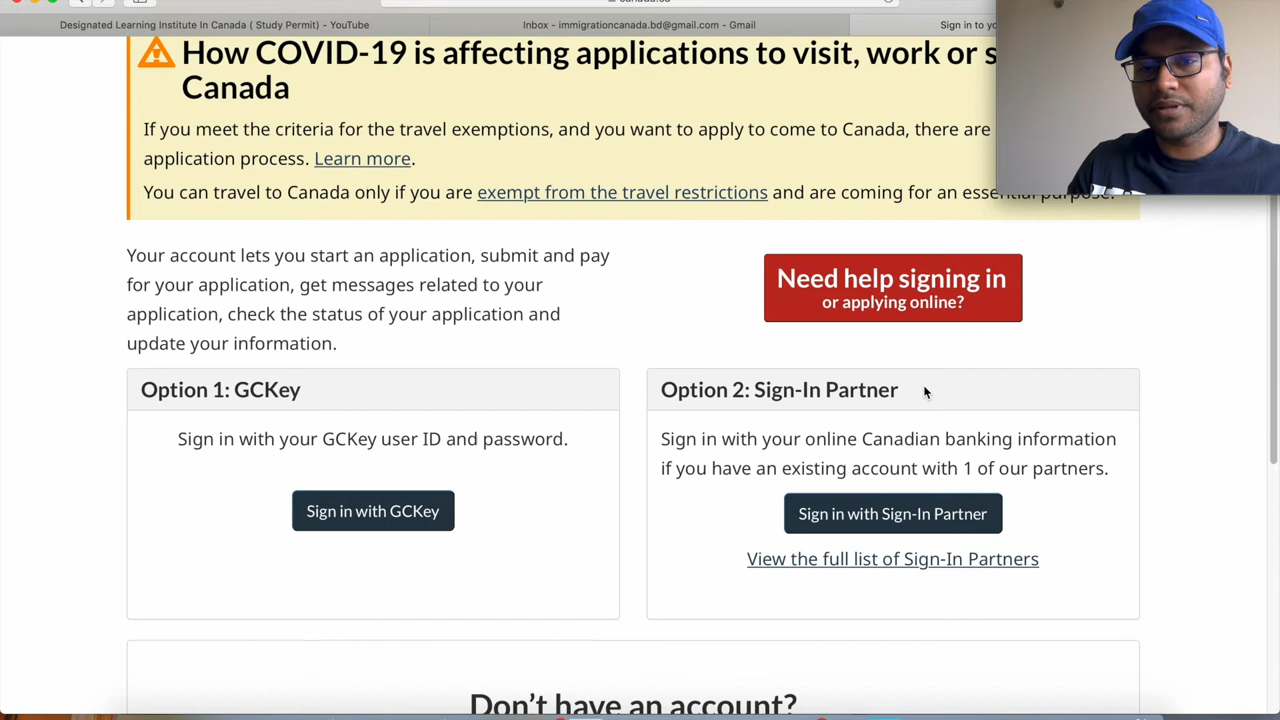 Designated Learning Institute In Canada ( Study Permit) - YouTube
Inbox - immigrationcanada.bd@gmail.com - Gmail
Sign in to yo
How COVID-19 is affecting applications to visit, work or s
Canada
If you meet the criteria for the travel exemptions, and you want to apply to come to Canada, there are
application process. Learn more.
You can travel to Canada only if you are exempt from the travel restrictions and are coming for an essential purpose.
Your account lets you start an application, submit and pay
for your application, get messages related to your
application, check the status of your application and
update your information.
Need help signing in
or applying online?
Option 1: GCKey
Sign in with your GCKey user ID and password.
Sign in with GCKey
Option 2: Sign-In Partner
Sign in with your online Canadian banking information
if you have an existing account with 1 of our partners.
Sign in with Sign-In Partner
View the full list of Sign-In Partners
Don't have an account?